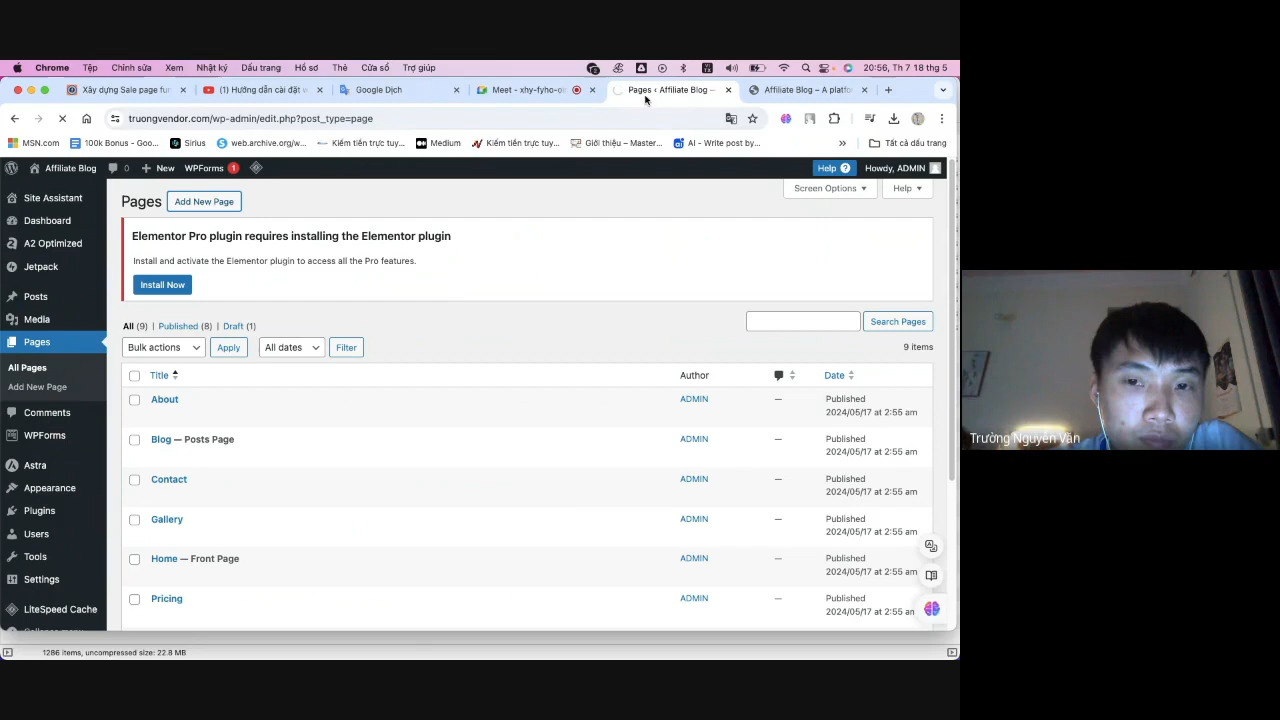 Chrome Tệp Chỉnh sửa Xem Nhật ký Dấu trang Hồ sơ Thẻ Cửa sổ Trợ giúp 20:56, Th 7 18 thg 5
Xây dựng Sale page fun
(1) Hướng dẫn cài đặt w
Google Dịch
Meet - xhy-fyho-oi
Pages ‹ Affiliate Blog —
Affiliate Blog – A platfo
truongvendor.com/wp-admin/edit.php?post_type=page
MSN.com 100k Bonus - Goo... Sirius web.archive.org/w... Kiếm tiền trực tuy... Medium Kiếm tiền trực tuy... Giới thiệu – Master... AI - Write post by... Tất cả dấu trang
Affiliate Blog 0 New WPForms 1 Help Howdy, ADMIN
Site Assistant
Dashboard
A2 Optimized
Jetpack
Posts
Media
Pages
All Pages
Add New Page
Comments
WPForms
Astra
Appearance
Plugins
Users
Tools
Settings
LiteSpeed Cache
Pages Add New Page Screen Options Help
Elementor Pro plugin requires installing the Elementor plugin
Install and activate the Elementor plugin to access all the Pro features.
Install Now
All (9) | Published (8) | Draft (1)
Search Pages
Bulk actions Apply All dates Filter 9 items
Title Author Date
About ADMIN — Published
2024/05/17 at 2:55 am
Blog — Posts Page ADMIN — Published
2024/05/17 at 2:55 am
Contact ADMIN — Published
2024/05/17 at 2:55 am
Gallery ADMIN — Published
2024/05/17 at 2:55 am
Home — Front Page ADMIN — Published
2024/05/17 at 2:55 am
Pricing ADMIN — Published
2024/05/17 at 2:55 am
1286 items, uncompressed size: 22.8 MB
Trường Nguyễn Văn